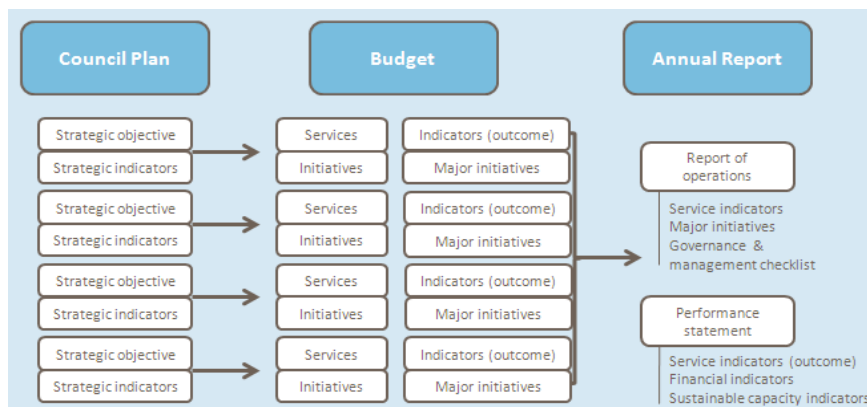 Council Plan
Budget
Annual Report
Strategic objective
Strategic indicators
Services
Initiatives
Indicators (outcome)
Major initiatives
Strategic objective
Strategic indicators
Services
Initiatives
Indicators (outcome)
Major initiatives
Strategic objective
Strategic indicators
Services
Initiatives
Indicators (outcome)
Major initiatives
Strategic objective
Strategic indicators
Services
Initiatives
Indicators (outcome)
Major initiatives
Report of
operations
Service indicators
Major initiatives
Governance &
management checklist
Performance
statement
Service indicators (outcome)
Financial indicators
Sustainable capacity indicators